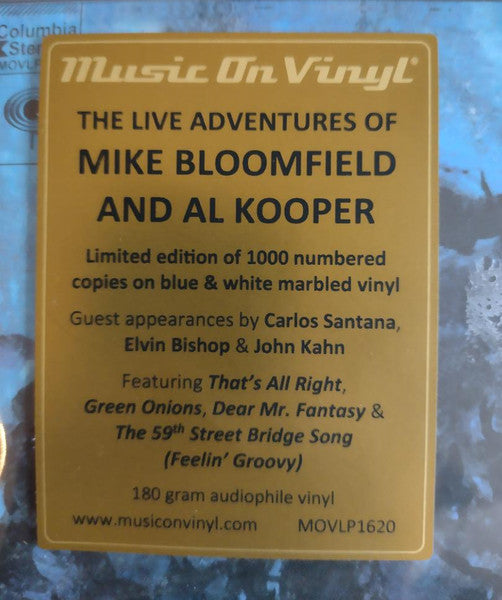 Columbia
Ster
MOVLP
Music On Vinyl®
THE LIVE ADVENTURES OF
MIKE BLOOMFIELD
AND AL KOOPER
Limited edition of 1000 numbered
copies on blue & white marbled vinyl
Guest appearances by Carlos Santana,
Elvin Bishop & John Kahn
Featuring That's All Right,
Green Onions, Dear Mr. Fantasy &
The 59th Street Bridge Song
(Feelin' Groovy)
180 gram audiophile vinyl
www.musiconvinyl.com MOVLP1620